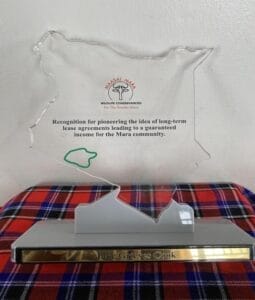 MAASAI MARA
WILDLIFE CONSERVANCIES
Recognition for pioneering the idea of long-term
lease agreements leading to a guaranteed
income for the Mara community.